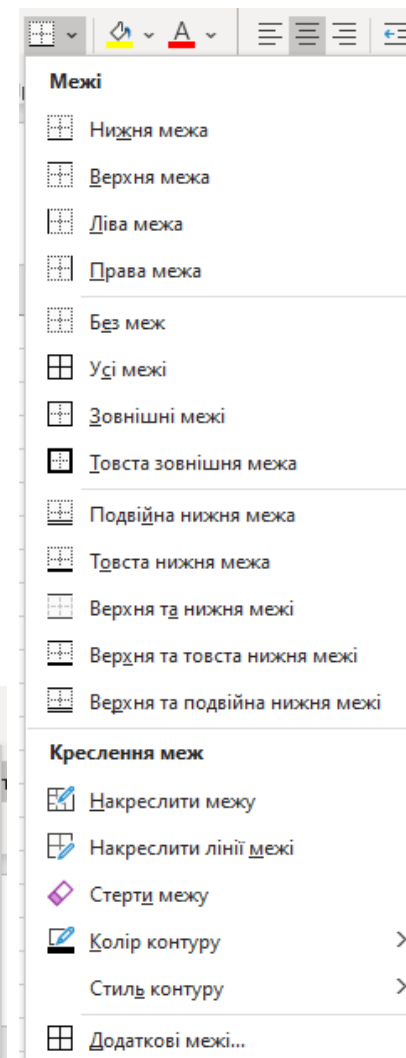 Межі
Нижня межа
Верхня межа
Ліва межа
Права межа
Без меж
Усі межі
Зовнішні межі
Товста зовнішня межа
Подвійна нижня межа
Товста нижня межа
Верхня та нижня межі
Верхня та товста нижня межі
Верхня та подвійна нижня межі
Креслення меж
Накреслити межу
Накреслити лінії межі
Стерти межу
Колір контуру
Стиль контуру
Додаткові межі...